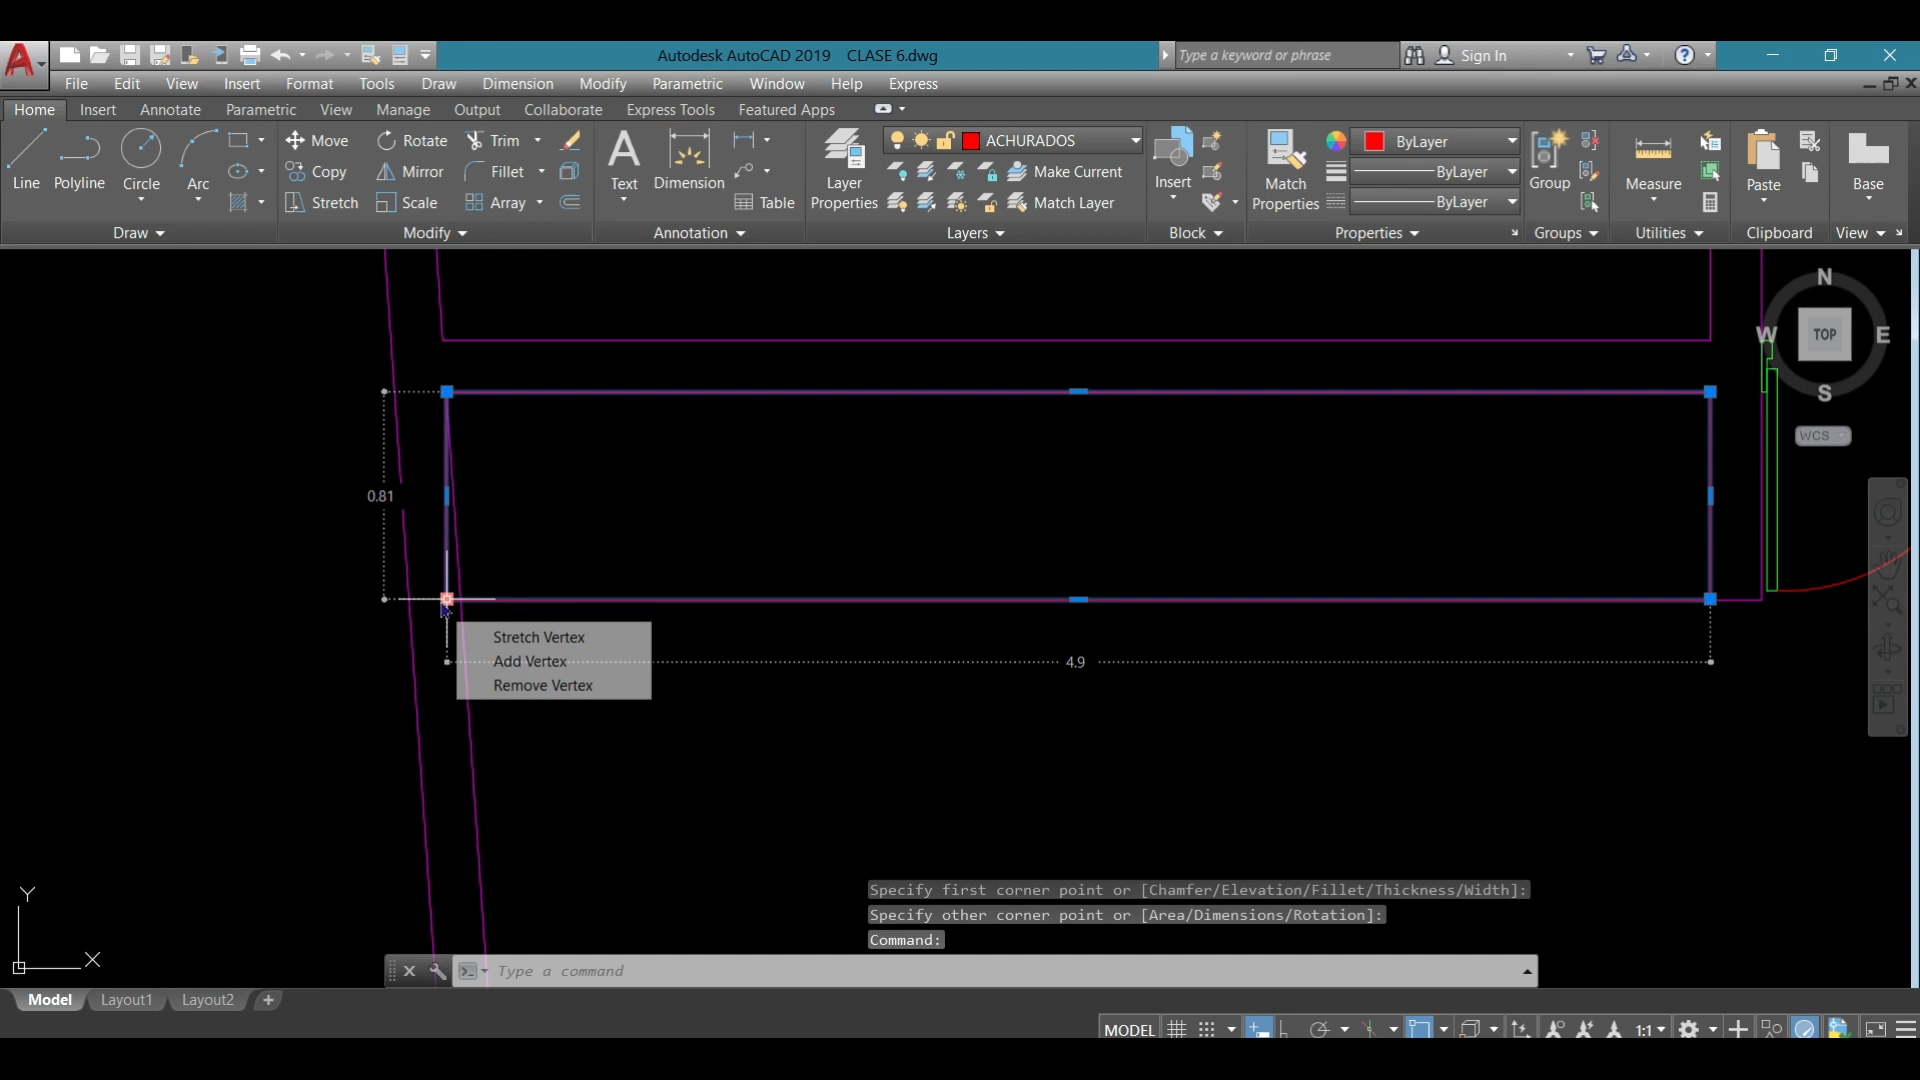 Autodesk AutoCAD 2019 CLASE 6.dwg
Type a keyword or phrase
Sign In
File Edit View Insert Format Tools Draw Dimension Modify Parametric Window Help Express
Home Insert Annotate Parametric View Manage Output Collaborate Express Tools Featured Apps
Line
Polyline
Circle
Arc
Draw
Move
Rotate
Trim
Copy
Mirror
Fillet
Stretch
Scale
Array
Modify
Text
Dimension
Table
Annotation
Layer
Properties
ACHURADOS
Make Current
Match Layer
Layers
Insert
Block
Match
Properties
ByLayer
ByLayer
ByLayer
Properties
Group
Groups
Measure
Utilities
Paste
Clipboard
Base
View
N
W
TOP
E
S
WCS
0.81
Stretch Vertex
Add Vertex
Remove Vertex
4.9
Specify first corner point or [Chamfer/Elevation/Fillet/Thickness/Width]:
Specify other corner point or [Area/Dimensions/Rotation]:
Command:
Type a command
Y
X
Model Layout1 Layout2 +
MODEL
1:1